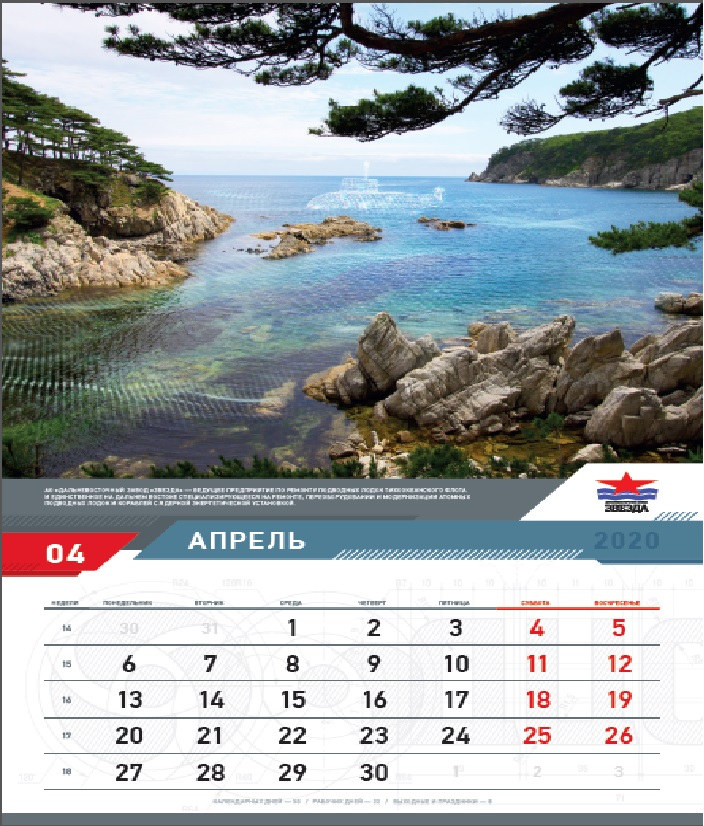 АО «ДАЛЬНЕВОСТОЧНЫЙ ЗАВОД «ЗВЕЗДА» — ВЕДУЩЕЕ ПРЕДПРИЯТИЕ ПО РЕМОНТУ ПОДВОДНЫХ ЛОДОК ТИХООКЕАНСКОГО ФЛОТА
И ЕДИНСТВЕННОЕ НА ДАЛЬНЕМ ВОСТОКЕ СПЕЦИАЛИЗИРУЮЩЕЕСЯ НА РЕМОНТЕ, ПЕРЕОБОРУДОВАНИИ И МОДЕРНИЗАЦИИ АТОМНЫХ
ПОДВОДНЫХ ЛОДОК И КОРАБЛЕЙ С ЯДЕРНОЙ ЭНЕРГЕТИЧЕСКОЙ УСТАНОВКОЙ.
ЗВЕЗДА
04 АПРЕЛЬ 2020
НЕДЕЛИ ПОНЕДЕЛЬНИК ВТОРНИК СРЕДА ЧЕТВЕРГ ПЯТНИЦА СУББОТА ВОСКРЕСЕНЬЕ
14 30 31 1 2 3 4 5
15 6 7 8 9 10 11 12
16 13 14 15 16 17 18 19
17 20 21 22 23 24 25 26
18 27 28 29 30 1 2 3
КАЛЕНДАРНЫХ ДНЕЙ — 30 / РАБОЧИХ ДНЕЙ — 22 / ВЫХОДНЫЕ И ПРАЗДНИКИ — 8